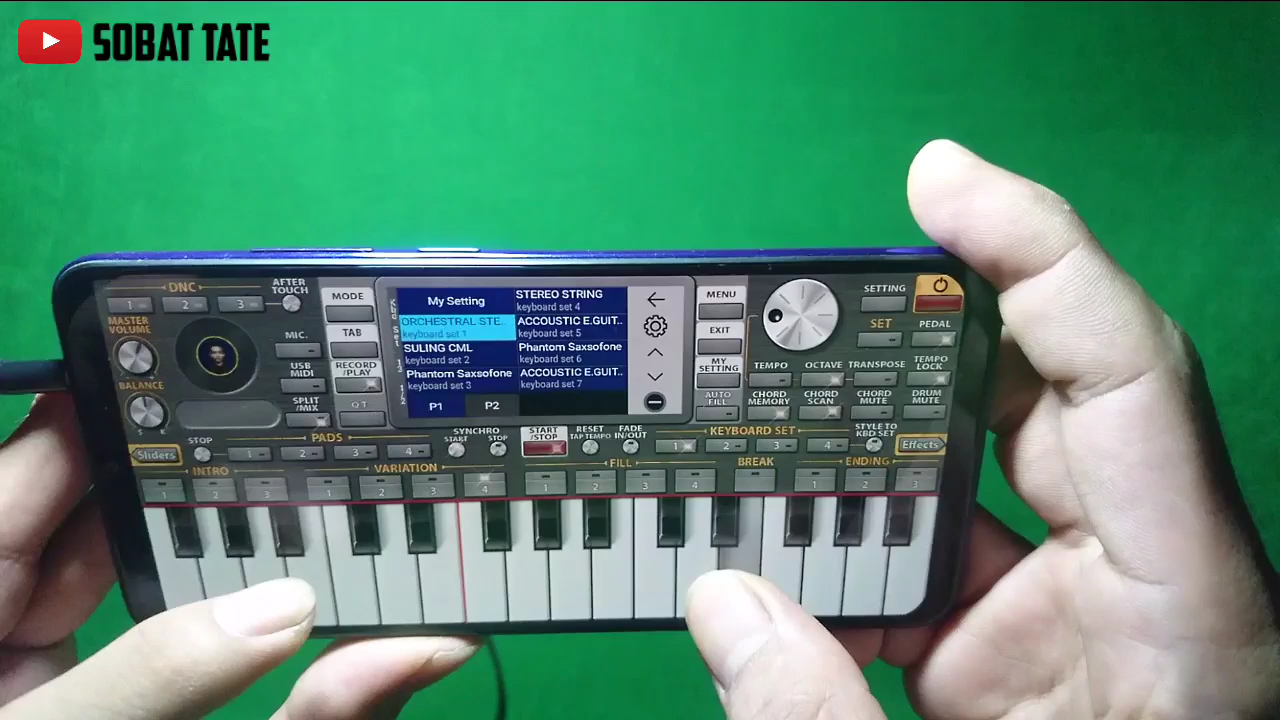 SOBAT TATE
DNC
1 2 3
AFTER
TOUCH
MASTER
VOLUME
BALANCE
MIC.
USB
MIDI
SPLIT
/MIX
MODE
TAB
RECORD
/PLAY
My Setting
ORCHESTRAL STE..
keyboard set 1
SULING CML
keyboard set 2
Phantom Saxsofone
keyboard set 3
STEREO STRING
keyboard set 4
ACCOUSTIC E.GUIT..
keyboard set 5
Phantom Saxsofone
keyboard set 6
ACCOUSTIC E.GUIT..
keyboard set 7
P1 P2
MENU
EXIT
MY
SETTING
AUTO
FILL
SETTING
SET
PEDAL
TEMPO OCTAVE TRANSPOSE TEMPO
LOCK
CHORD
MEMORY
CHORD
SCAN
CHORD
MUTE
DRUM
MUTE
Sliders
STOP
PADS
1 2 3 4
SYNCHRO
START STOP
START
/STOP
RESET
TAP TEMPO
FADE
IN/OUT
KEYBOARD SET
1 2 3 4
STYLE TO
KBD SET
Effects
INTRO
1 2 3
VARIATION
1 2 3 4
FILL
1 2 3 4
BREAK
ENDING
1 2 3